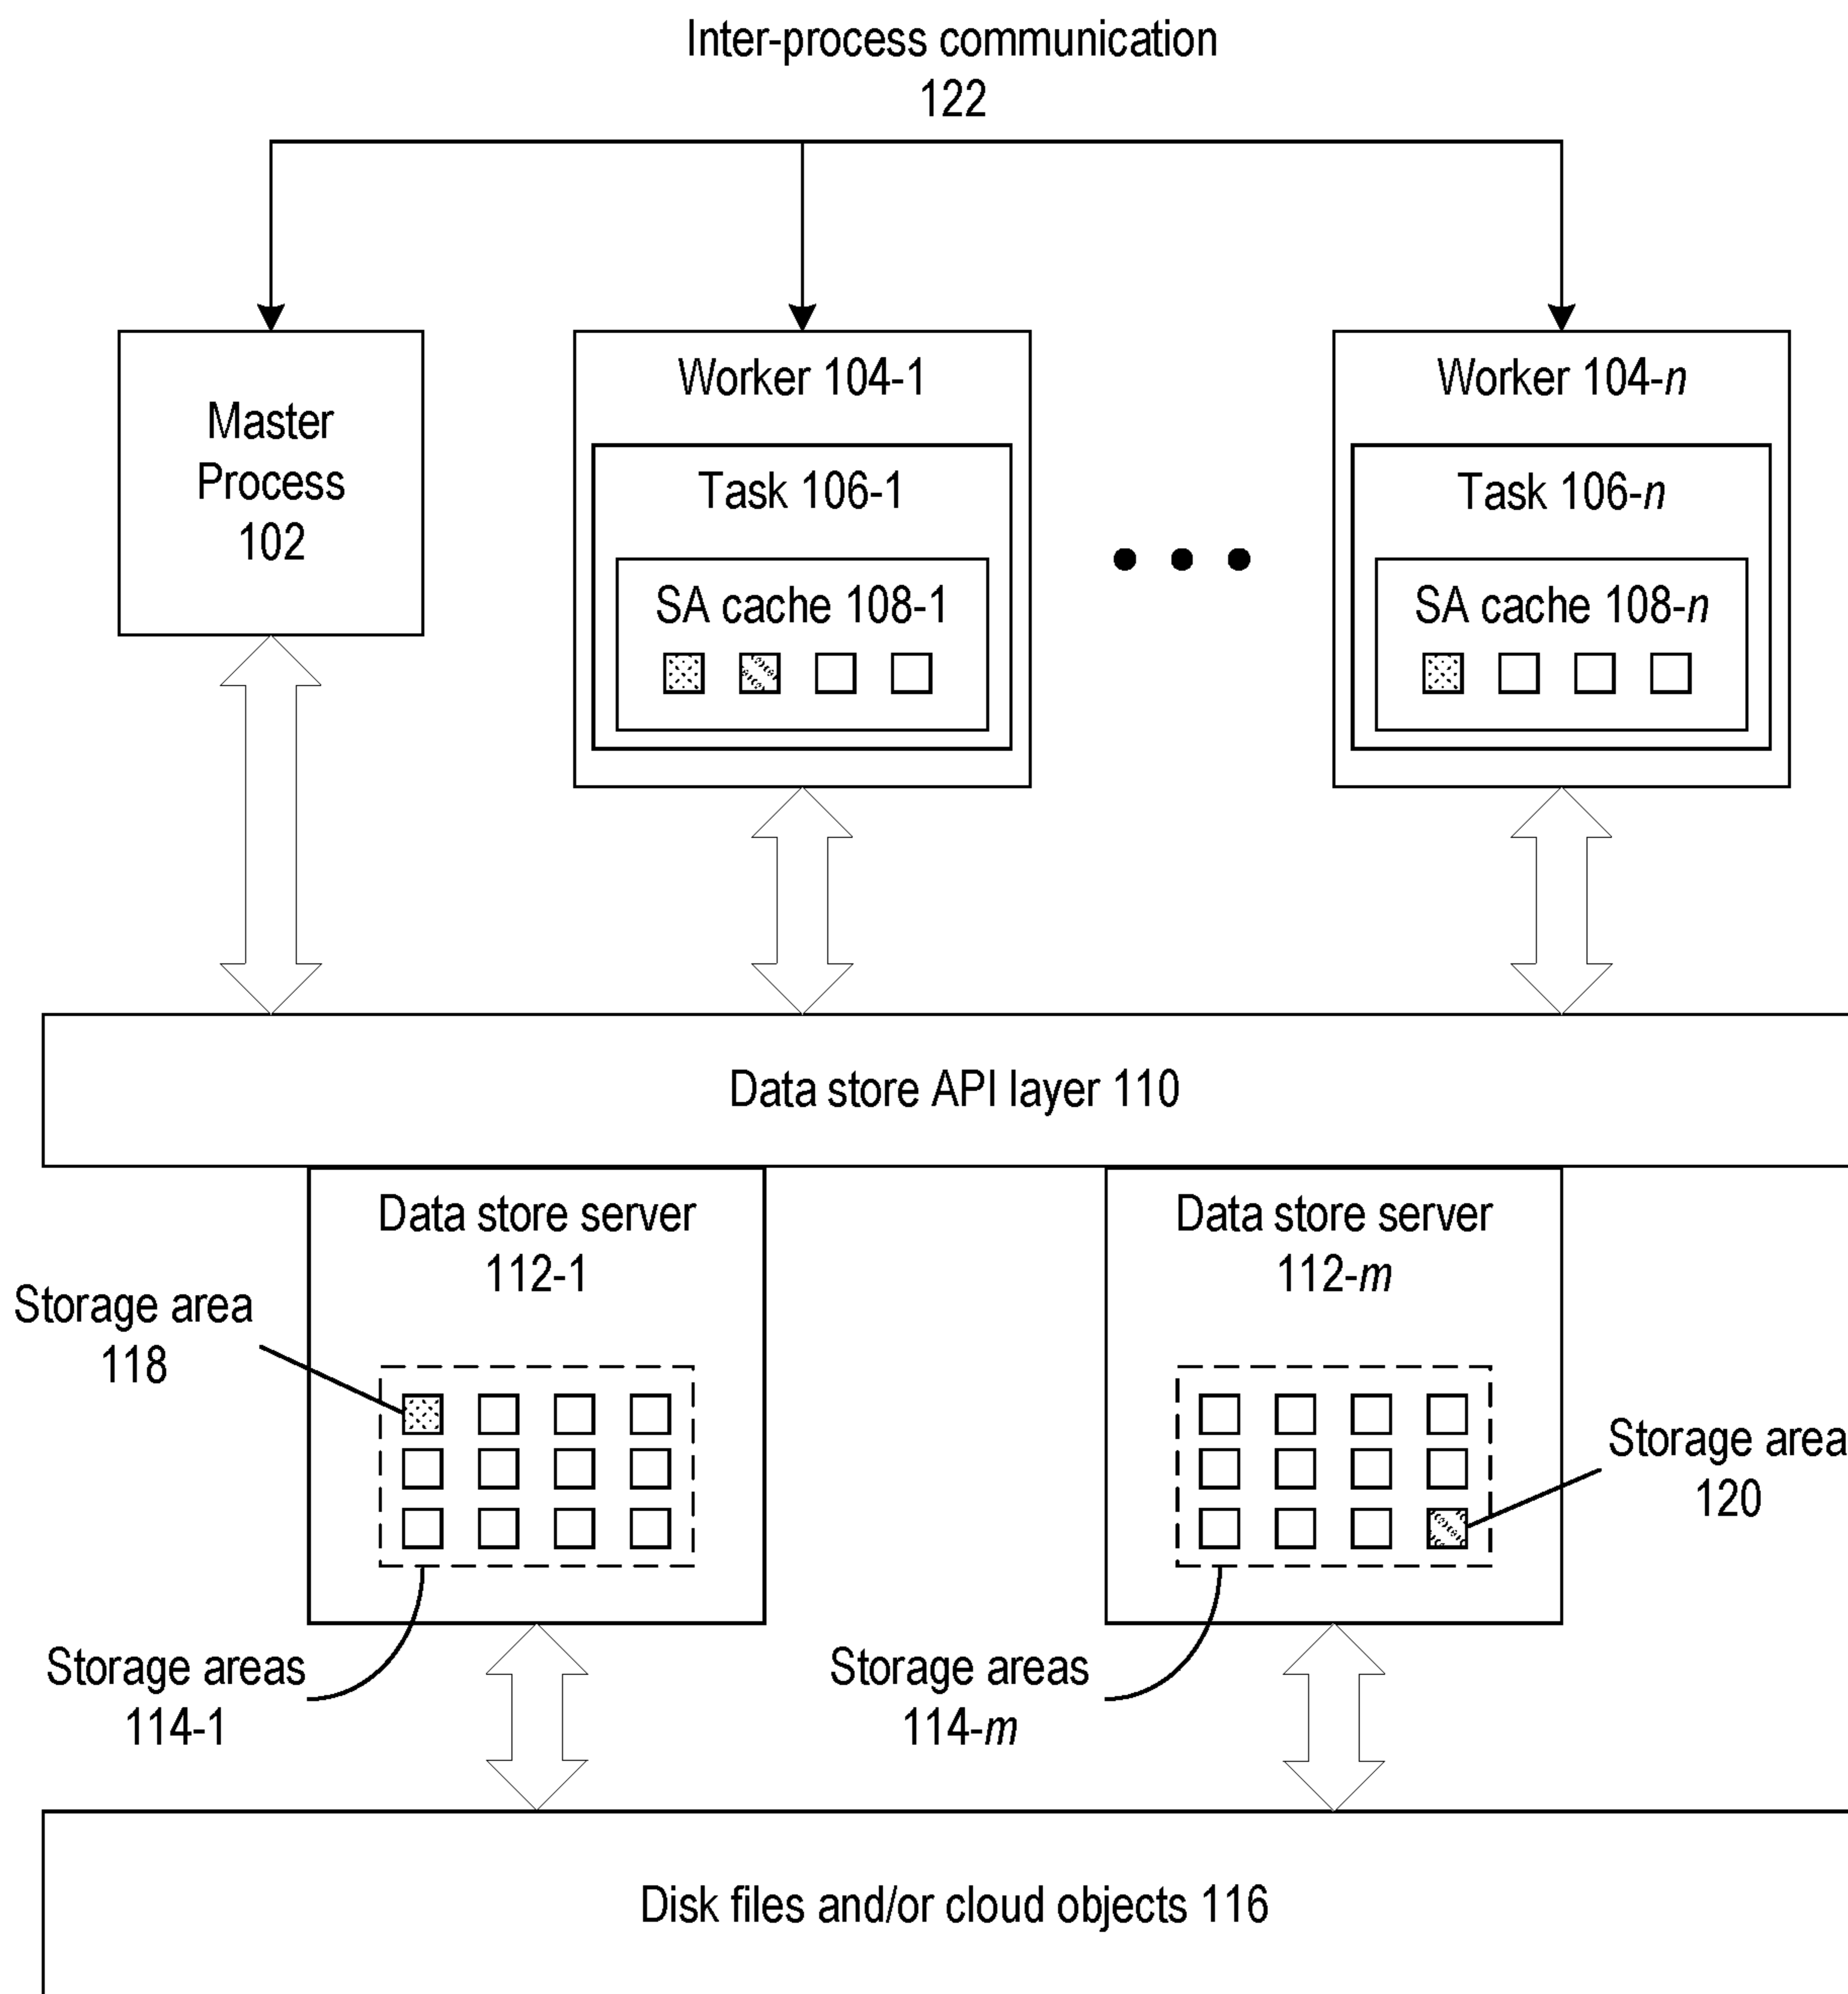 Inter-process communication
122
Master
Process
102
Worker 104-1
Task 106-1
SA cache 108-1
Worker 104-n
Task 106-n
SA cache 108-n
Data store API layer 110
Data store server
112-1
Data store server
112-m
Storage area
118
Storage area
120
Storage areas
114-1
Storage areas
114-m
Disk files and/or cloud objects 116